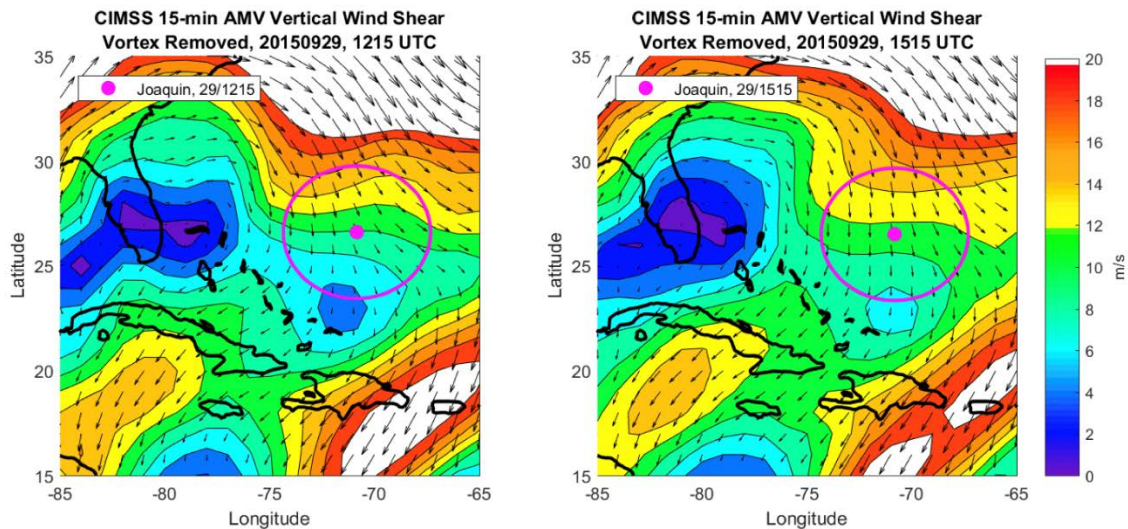 CIMSS 15-min AMV Vertical Wind Shear
Vortex Removed, 20150929, 1215 UTC
Joaquin, 29/1215
35
30
25
20
15
Latitude
-85
-80
-75
-70
-65
Longitude
CIMSS 15-min AMV Vertical Wind Shear
Vortex Removed, 20150929, 1515 UTC
Joaquin, 29/1515
35
30
25
20
15
Latitude
-85
-80
-75
-70
-65
Longitude
20
18
16
14
12
10
8
6
4
2
0
m/s